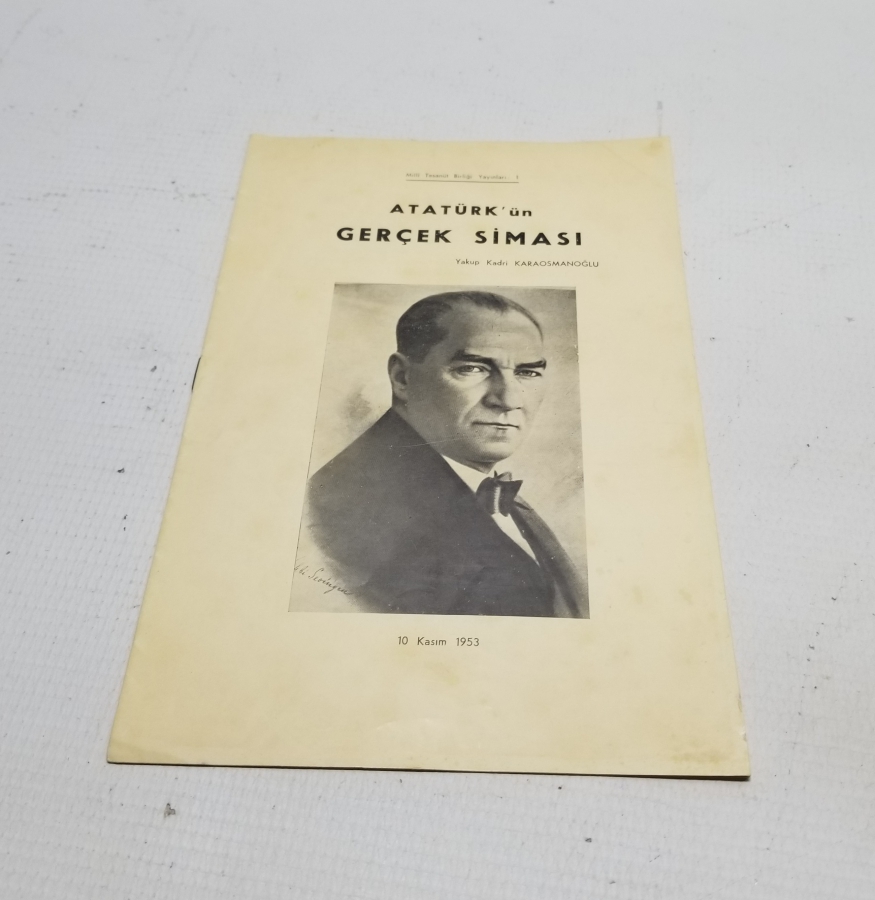 Milli Tesanüt Birliği Yayınları: 1
ATATÜRK'ün
GERÇEK SİMASI
Yakup Kadri KARAOSMANOĞLU
10 Kasım 1953